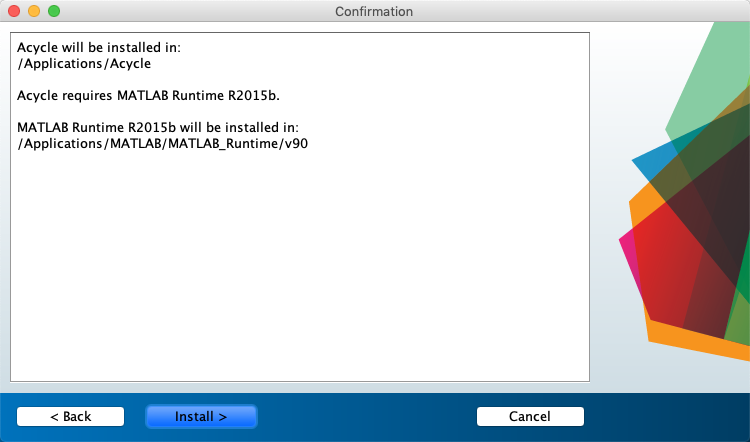 Confirmation
Acycle will be installed in:
/Applications/Acycle
Acycle requires MATLAB Runtime R2015b.
MATLAB Runtime R2015b will be installed in:
/Applications/MATLAB/MATLAB_Runtime/v90
< Back
Install >
Cancel